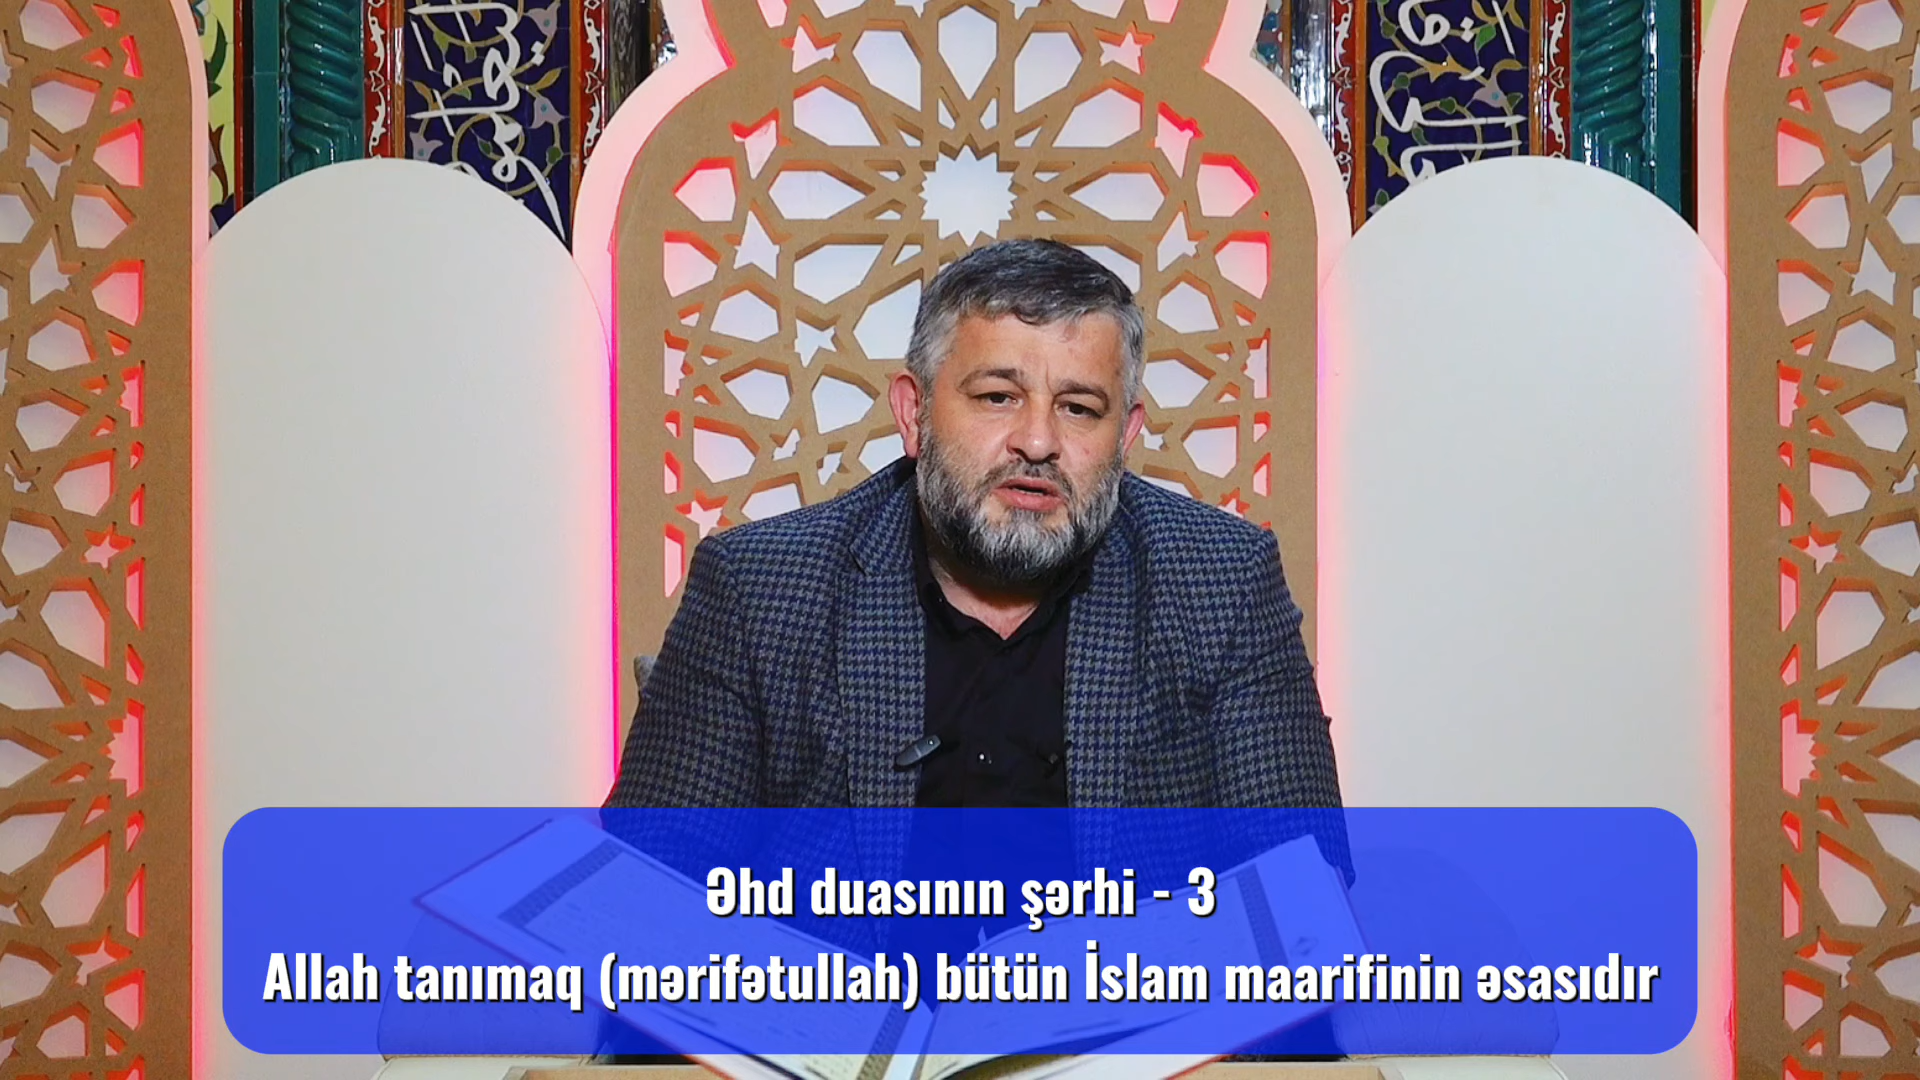 Əhd duasının şərhi - 3
Allah tanımaq (mərifətullah) bütün İslam maarifinin əsasıdır